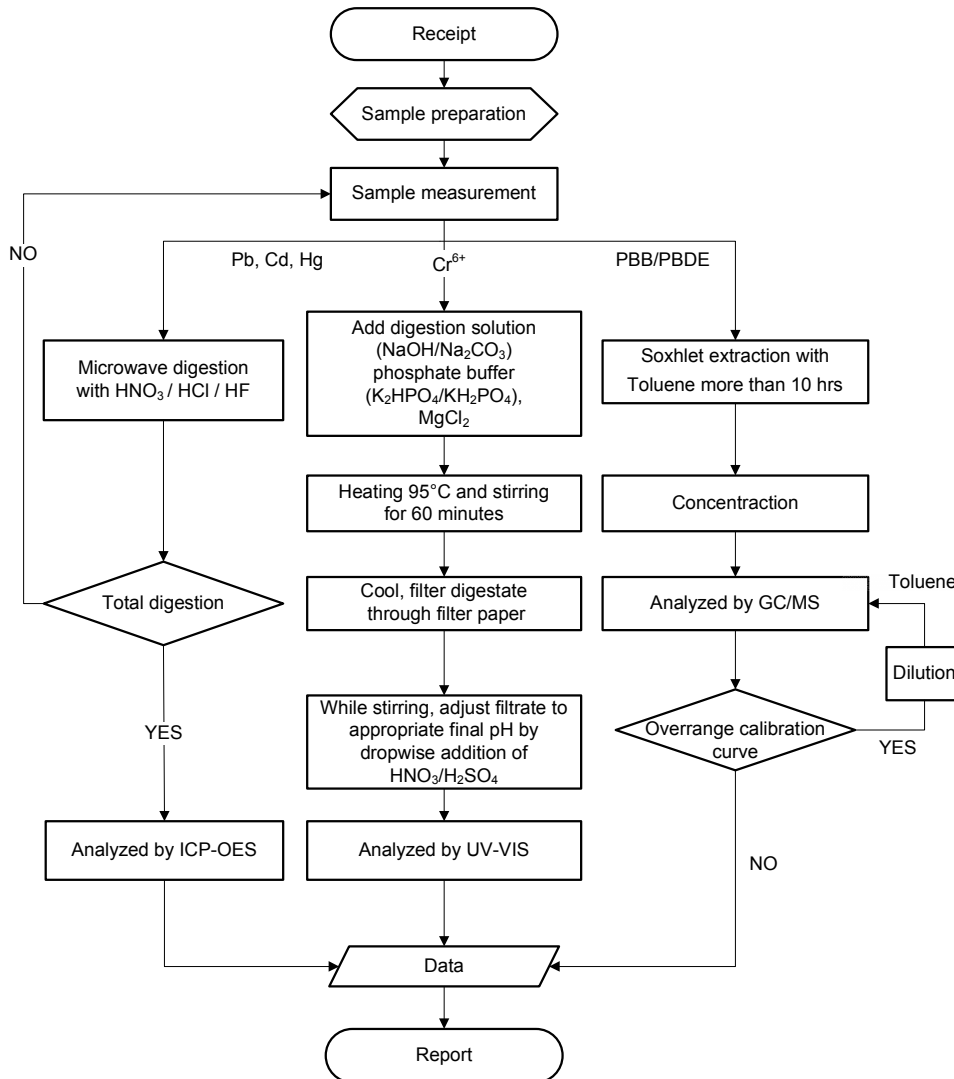 Receipt
Sample preparation
Sample measurement
NO
Pb, Cd, Hg
Cr⁶⁺
PBB/PBDE
Microwave digestion
with HNO₃ / HCl / HF
Add digestion solution
(NaOH/Na₂CO₃)
phosphate buffer
(K₂HPO₄/KH₂PO₄),
MgCl₂
Soxhlet extraction with
Toluene more than 10 hrs
Heating 95°C and stirring
for 60 minutes
Concentraction
Total digestion
Cool, filter digestate
through filter paper
Analyzed by GC/MS
Toluene
Dilution
YES
While stirring, adjust filtrate to
appropriate final pH by
dropwise addition of
HNO₃/H₂SO₄
Overrange calibration
curve
YES
Analyzed by ICP-OES
Analyzed by UV-VIS
NO
Data
Report